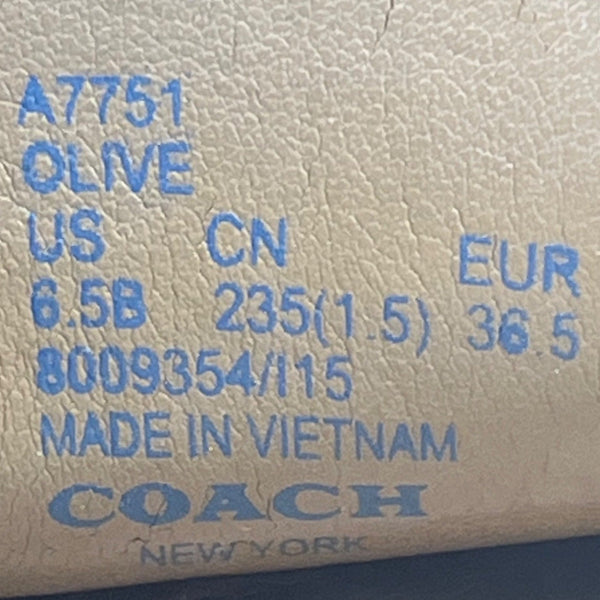 A7751
OLIVE
US CN EUR
6.5B 235(1.5) 36.5
8009354/I15
MADE IN VIETNAM
COACH
NEW YORK